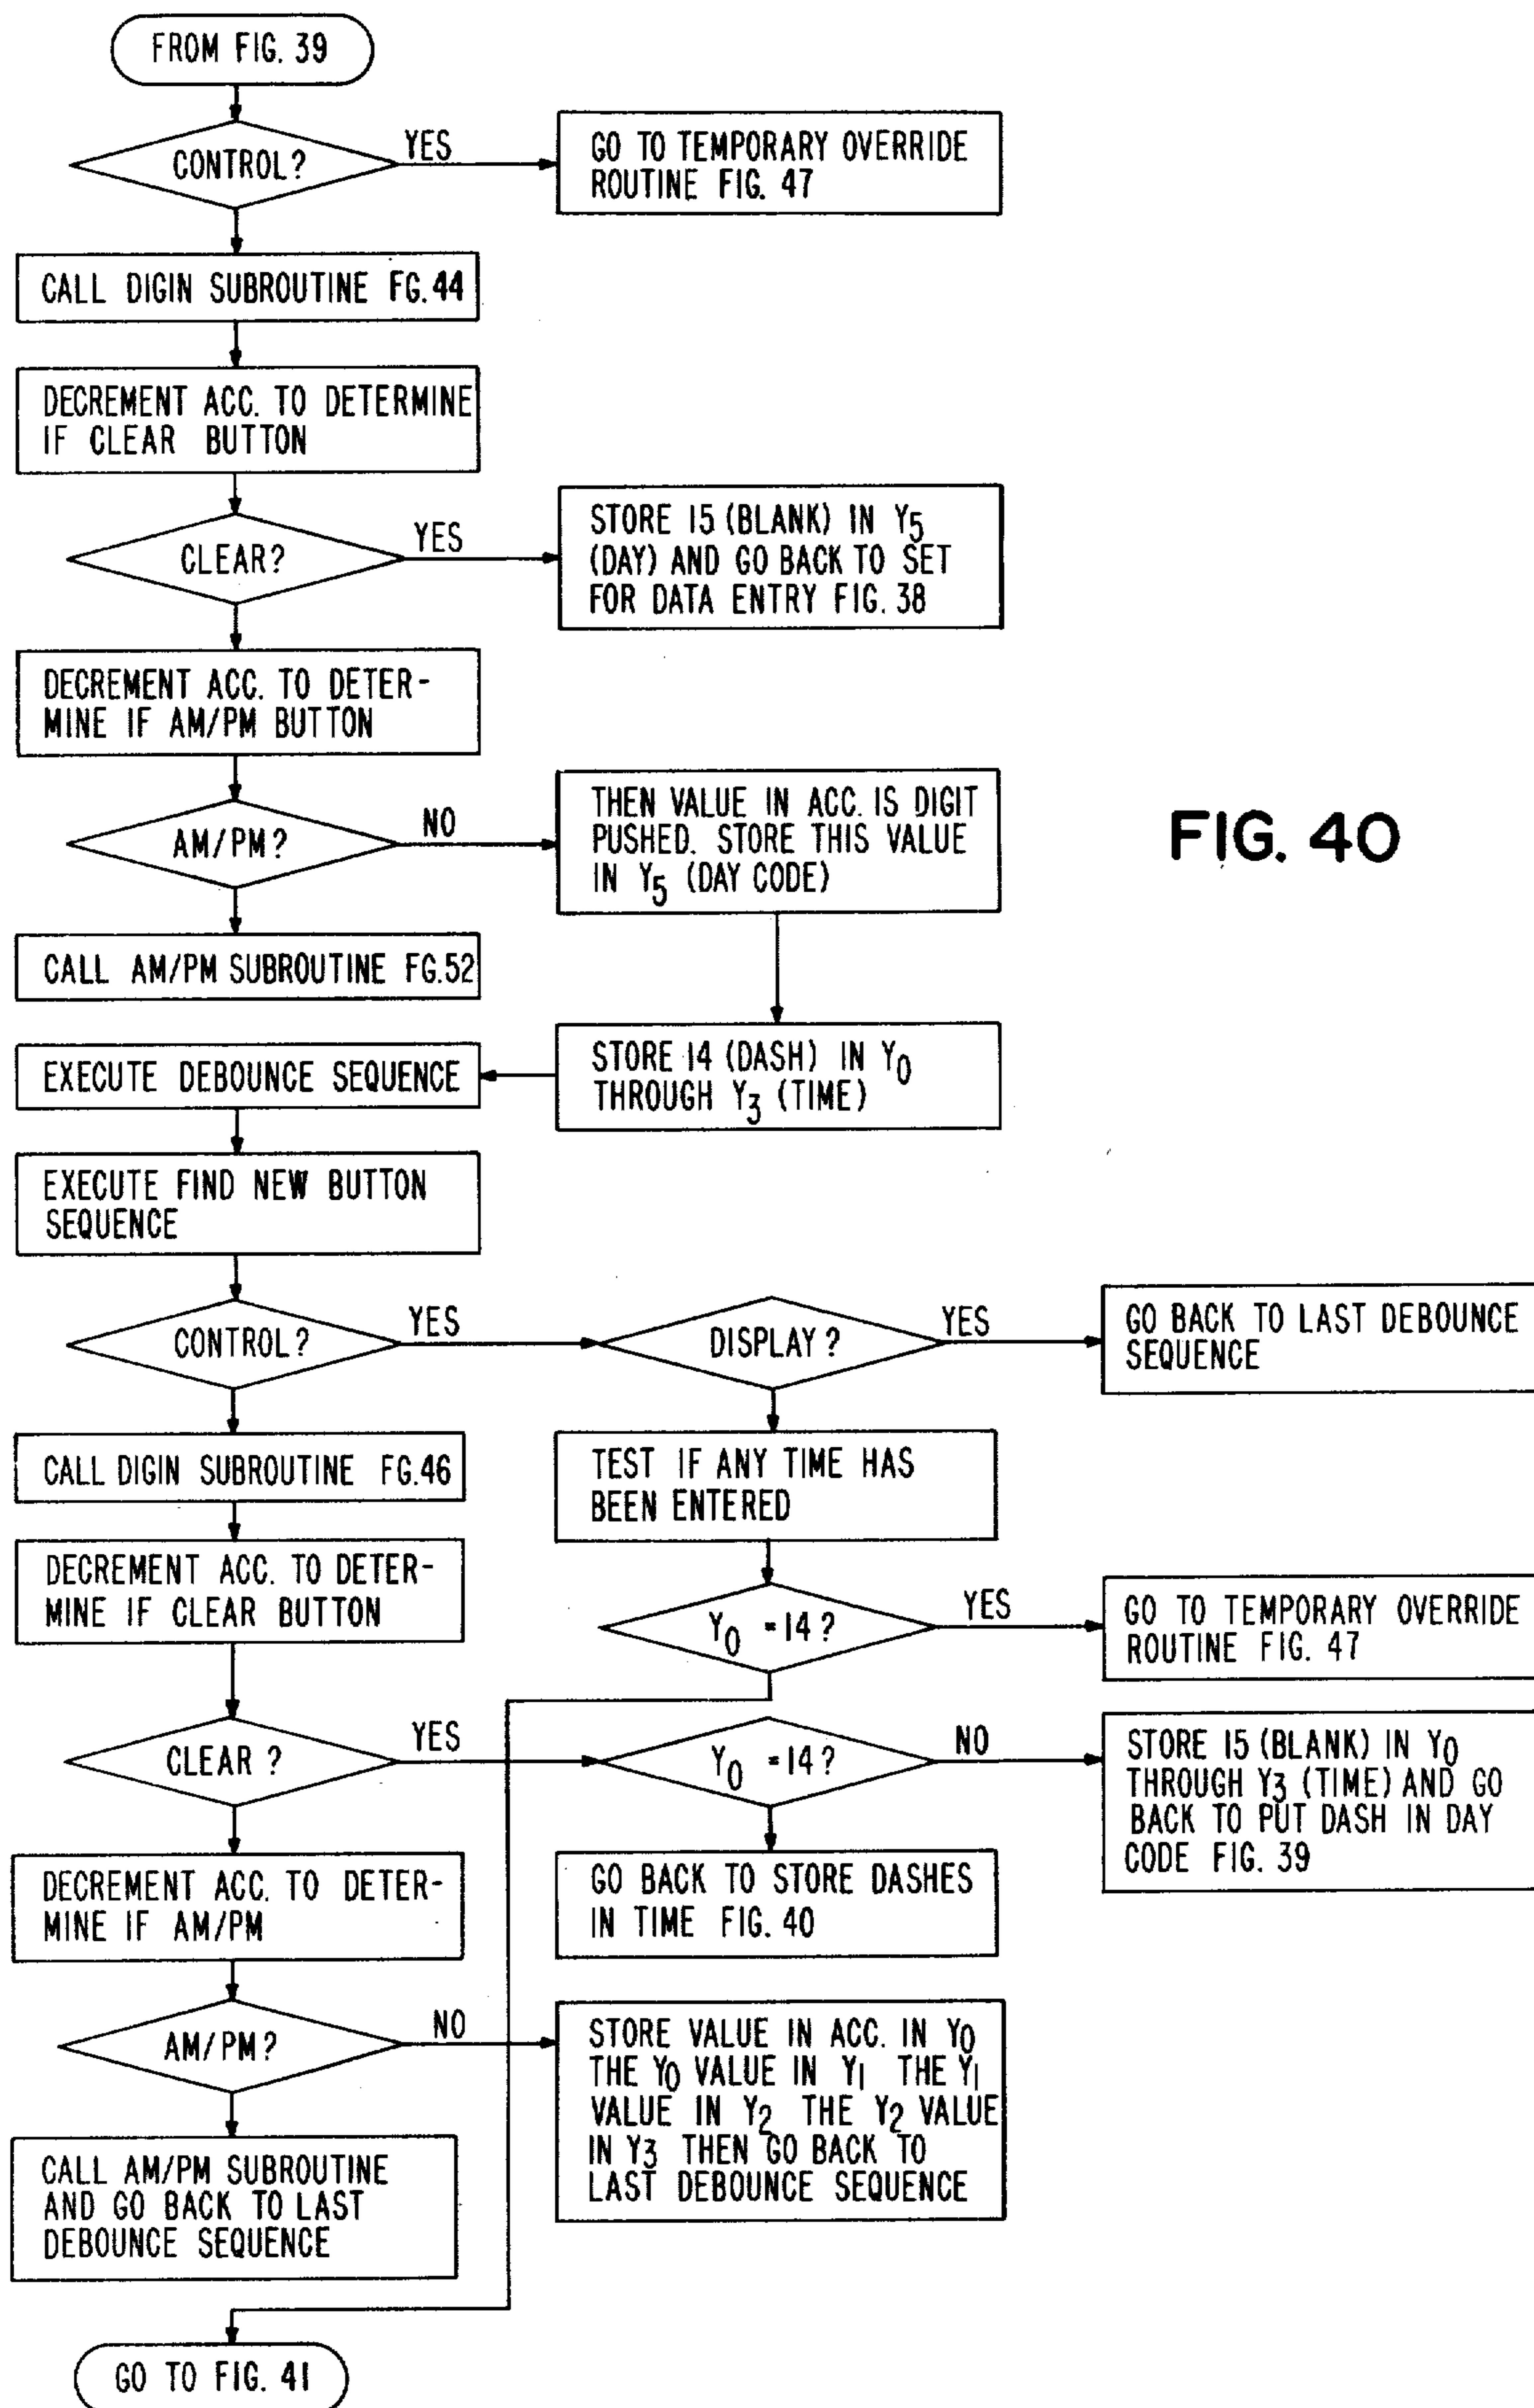 FROM FIG. 39
CONTROL?
YES
GO TO TEMPORARY OVERRIDE
ROUTINE FIG. 47
CALL DIGIN SUBROUTINE FG.44
DECREMENT ACC. TO DETERMINE
IF CLEAR BUTTON
CLEAR?
YES
STORE 15 (BLANK) IN Y5
(DAY) AND GO BACK TO SET
FOR DATA ENTRY FIG. 38
DECREMENT ACC. TO DETER-
MINE IF AM/PM BUTTON
AM/PM?
NO
THEN VALUE IN ACC. IS DIGIT
PUSHED. STORE THIS VALUE
IN Y5 (DAY CODE)
FIG. 40
CALL AM/PM SUBROUTINE FG.52
STORE 14 (DASH) IN Y0
THROUGH Y3 (TIME)
EXECUTE DEBOUNCE SEQUENCE
EXECUTE FIND NEW BUTTON
SEQUENCE
CONTROL?
YES
DISPLAY?
YES
GO BACK TO LAST DEBOUNCE
SEQUENCE
CALL DIGIN SUBROUTINE FG.46
TEST IF ANY TIME HAS
BEEN ENTERED
DECREMENT ACC. TO DETER-
MINE IF CLEAR BUTTON
Y0 = 14?
YES
GO TO TEMPORARY OVERRIDE
ROUTINE FIG. 47
CLEAR ?
YES
Y0 = 14?
NO
STORE 15 (BLANK) IN Y0
THROUGH Y3 (TIME) AND GO
BACK TO PUT DASH IN DAY
CODE FIG. 39
DECREMENT ACC. TO DETER-
MINE IF AM/PM
GO BACK TO STORE DASHES
IN TIME FIG. 40
AM/PM?
NO
STORE VALUE IN ACC. IN Y0
THE Y0 VALUE IN Y1 THE Y1
VALUE IN Y2 THE Y2 VALUE
IN Y3 THEN GO BACK TO
LAST DEBOUNCE SEQUENCE
CALL AM/PM SUBROUTINE
AND GO BACK TO LAST
DEBOUNCE SEQUENCE
GO TO FIG. 41